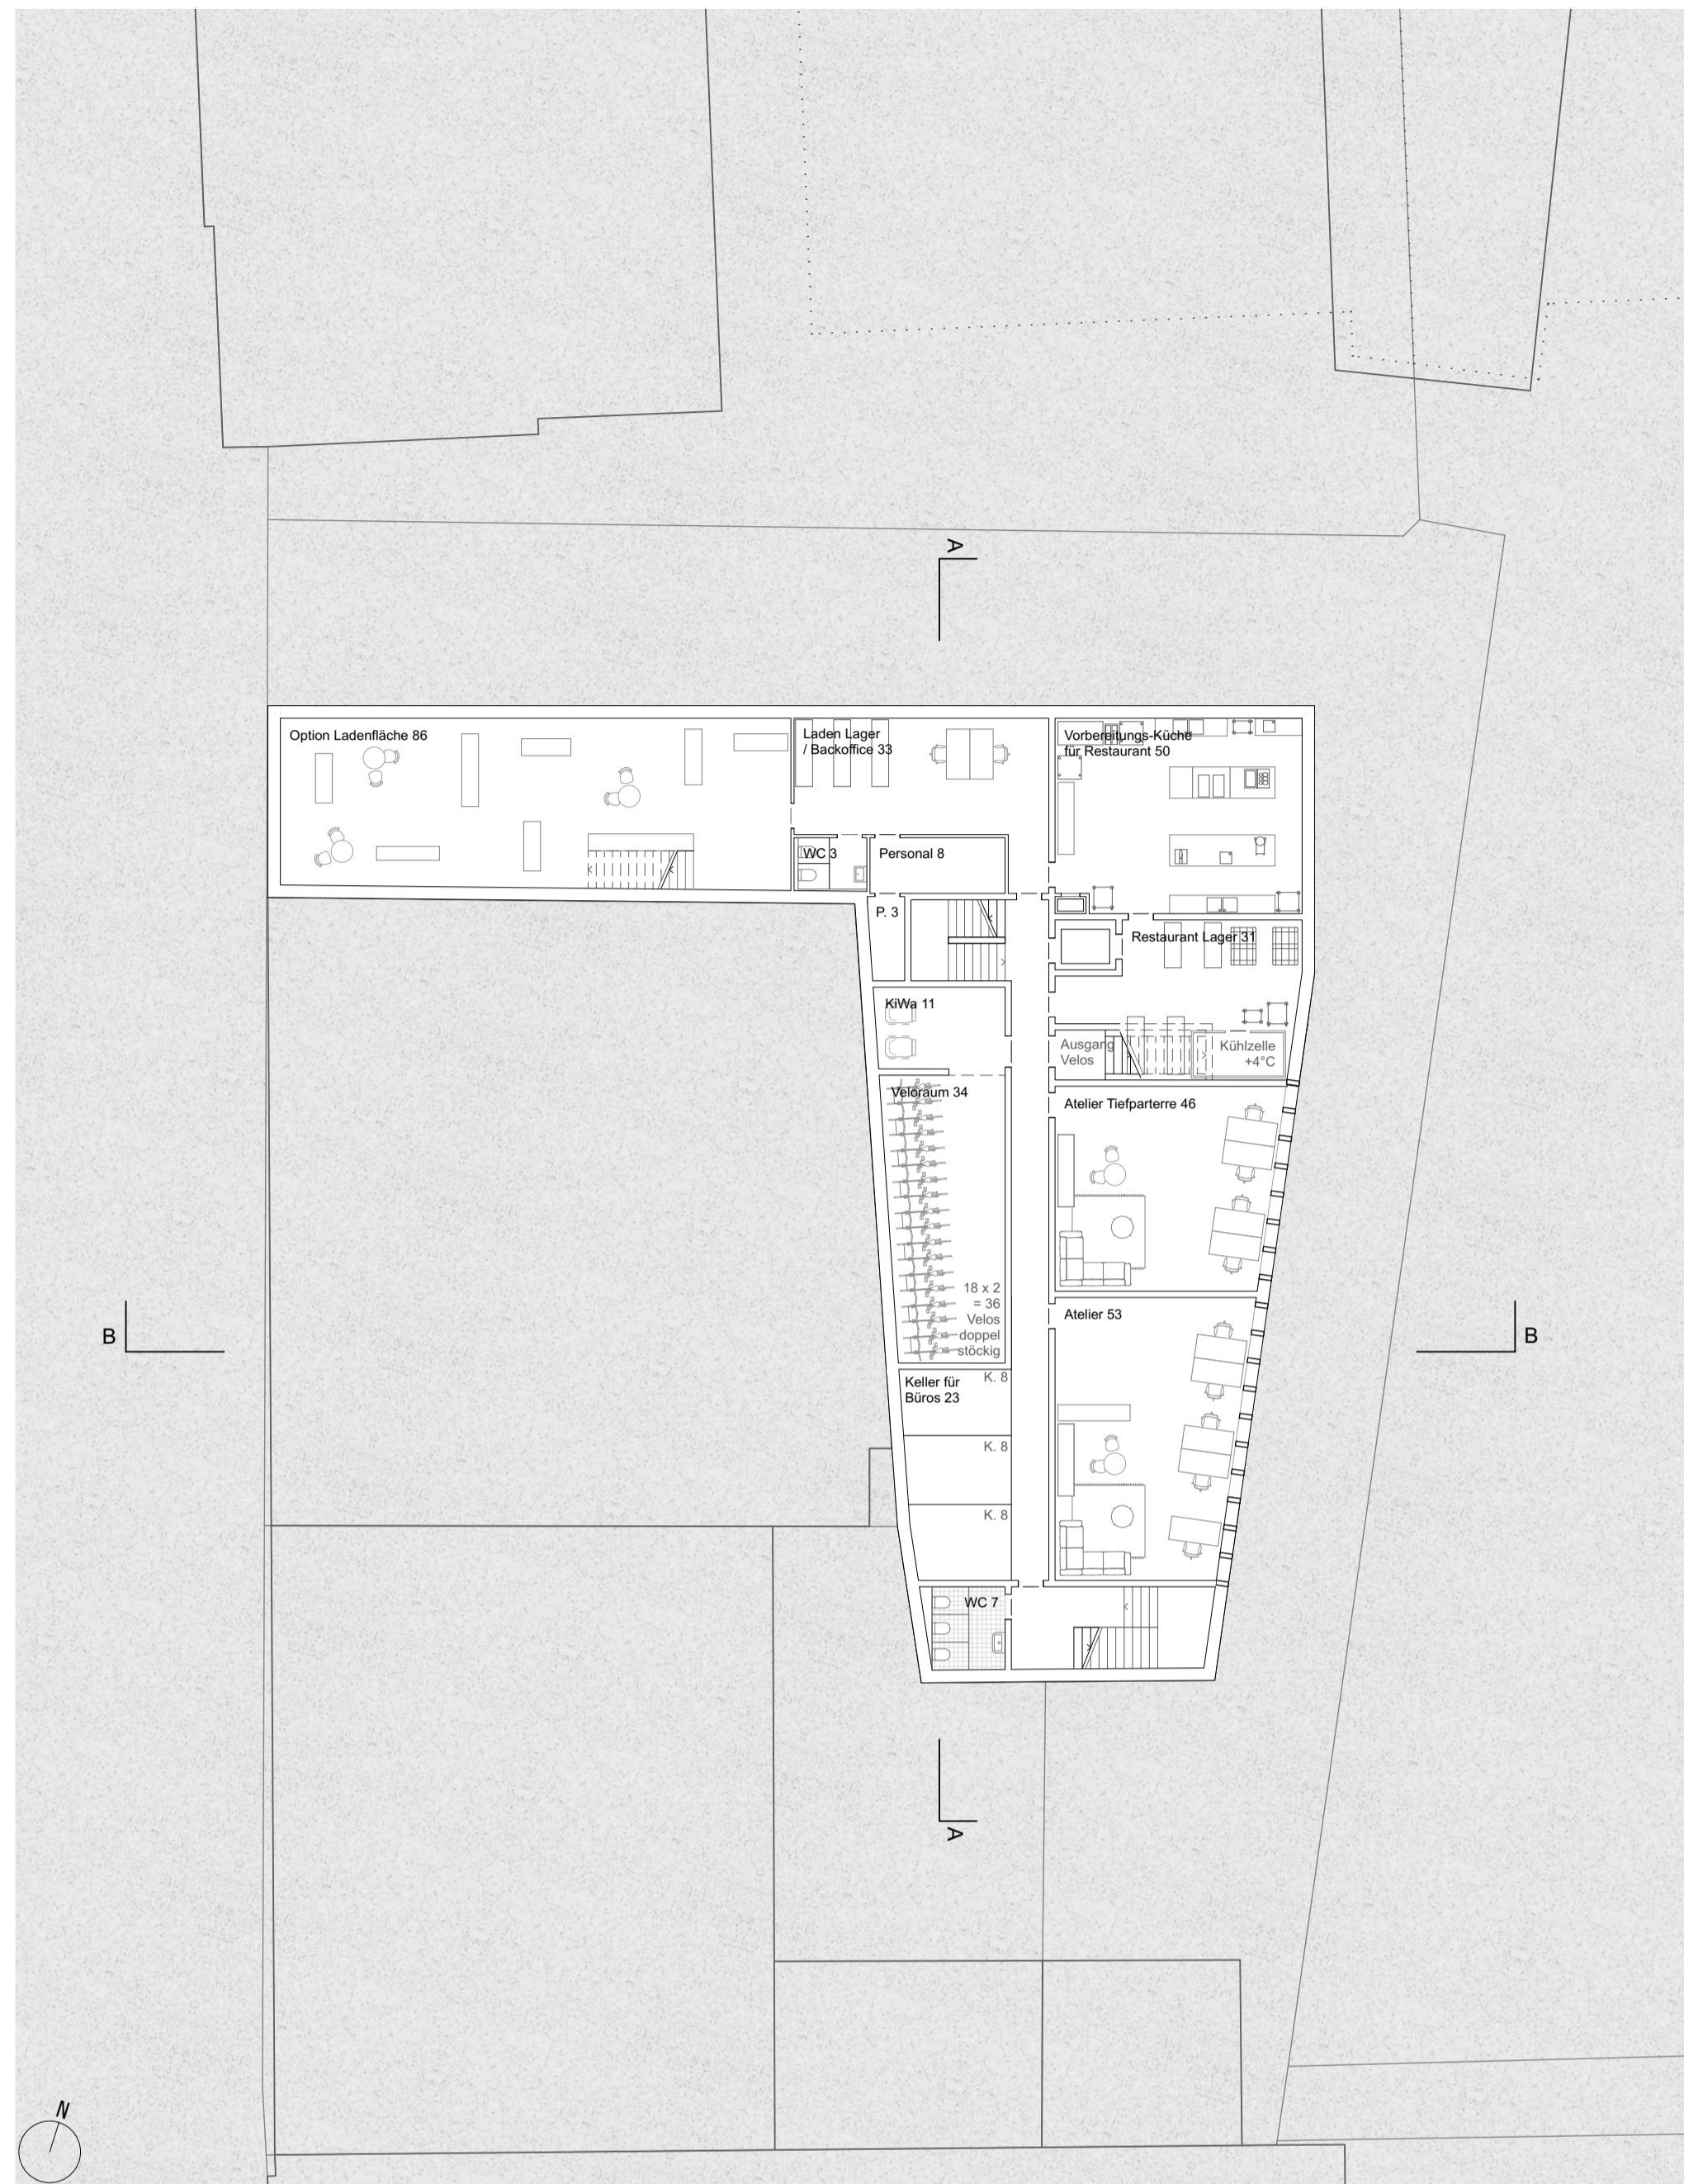 A
Option Ladenfläche 86
Laden Lager
/ Backoffice 33
Vorbereitungs-Küche
für Restaurant 50
WC 3
Personal 8
P. 3
Restaurant Lager 31
KiWa 11
Ausgang
Velos
Kühlzelle
+4°C
Veloraum 34
Atelier Tiefparterre 46
18 x 2
= 36
Velos
doppel
stöckig
Atelier 53
B
B
Keller für
Büros 23
K. 8
K. 8
K. 8
WC 7
A
N